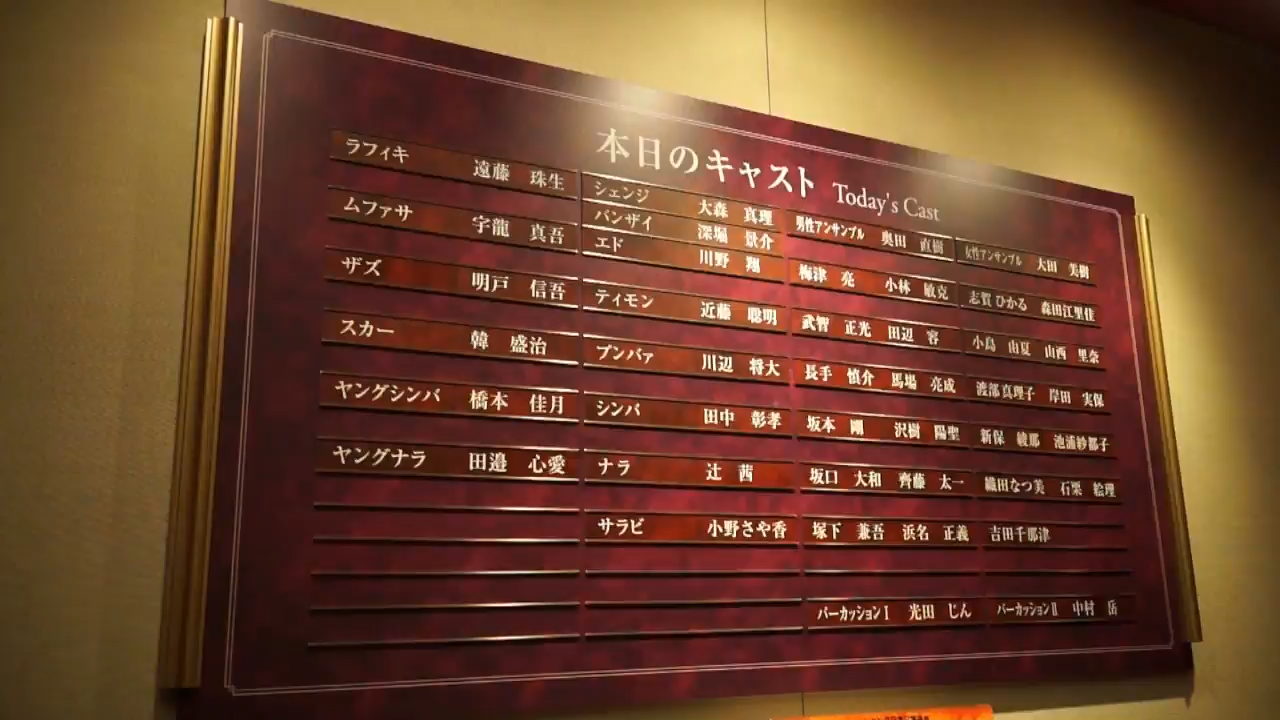 本日のキャスト Today's Cast
ラフィキ 遠藤 珠生
ムファサ 宇龍 真吾
ザズ 明戸 信吾
スカー 韓 盛治
ヤングシンバ 橋本 佳月
ヤングナラ 田邉 心愛
シェンジ 大森 真理
バンザイ 深堀 景介
エド 川野 翔
ティモン 近藤 聡明
プンバァ 川辺 将大
シンバ 田中 彰孝
ナラ 辻 茜
サラビ 小野さや香
男性アンサンブル 奥田 直樹
梅津 亮 小林 敏克
武智 正光 田辺 容
長手 慎介 馬場 亮成
坂本 剛 沢樹 陽聖
坂口 大和 齊藤 太一
塚下 兼吾 浜名 正義
パーカッションⅠ 光田 じん
女性アンサンブル 大田 美樹
志賀 ひかる 森田江里佳
小島 由夏 山西 里奈
渡部真理子 岸田 実保
新保 綾那 池浦紗都子
織田なつ美 石栗 絵理
吉田千那津
パーカッションⅡ 中村 岳